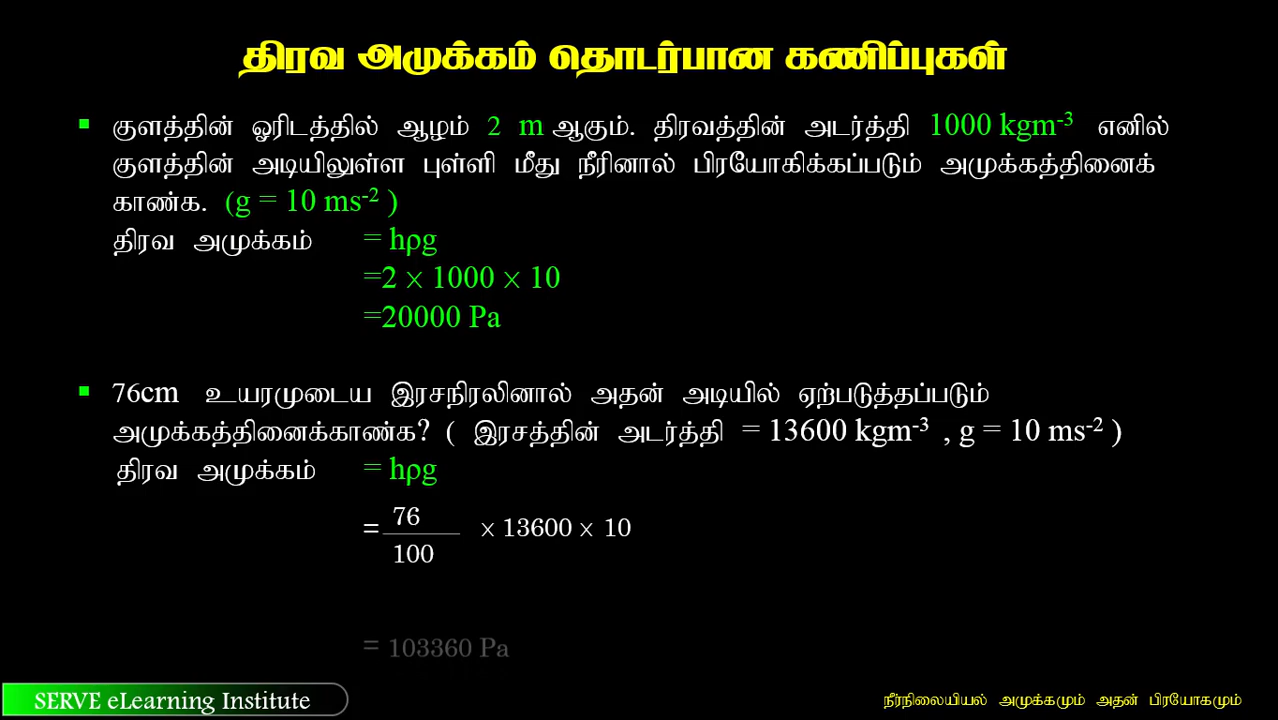 திரவ அமுக்கம் தொடர்பான கணிப்புகள்
▪ குளத்தின் ஓரிடத்தில் ஆழம் 2 m ஆகும். திரவத்தின் அடர்த்தி 1000 kgm⁻³ எனில்
குளத்தின் அடியிலுள்ள புள்ளி மீது நீரினால் பிரயோகிக்கப்படும் அமுக்கத்தினைக்
காண்க. (g = 10 ms⁻² )
திரவ அமுக்கம் = hρg
=2 × 1000 × 10
=20000 Pa
▪ 76cm உயரமுடைய இரசநிரலினால் அதன் அடியில் ஏற்படுத்தப்படும்
அமுக்கத்தினைக்காண்க? ( இரசத்தின் அடர்த்தி = 13600 kgm⁻³ , g = 10 ms⁻² )
திரவ அமுக்கம் = hρg
= 76/100 × 13600 × 10
= 103360 Pa
SERVE eLearning Institute
நீர்நிலையியல் அமுக்கமும் அதன் பிரயோகமும்